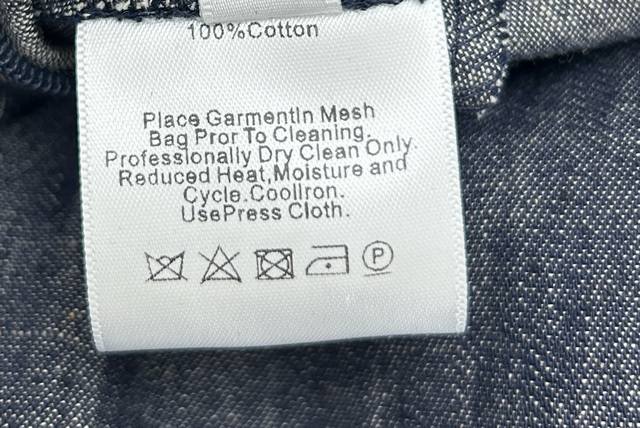 100%Cotton
Place GarmentIn Mesh
Bag Pror To Cleaning.
Professionally Dry Clean Only.
Reduced Heat,Moisture and
Cycle.CoolIron.
UsePress Cloth.
P